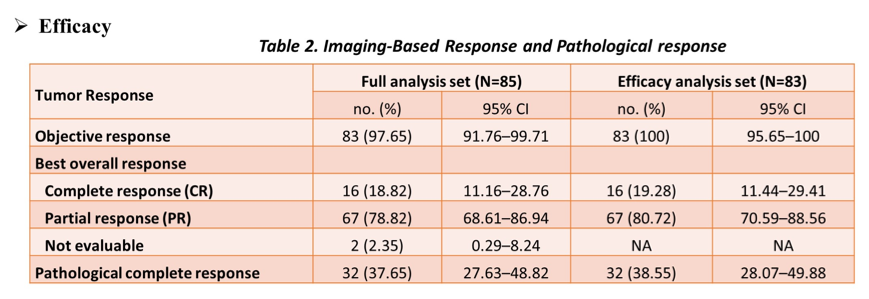 ➢ Efficacy
Table 2. Imaging-Based Response and Pathological response
Tumor Response Full analysis set (N=85) Efficacy analysis set (N=83)
no. (%) 95% CI no. (%) 95% CI
Objective response 83 (97.65) 91.76–99.71 83 (100) 95.65–100
Best overall response
Complete response (CR) 16 (18.82) 11.16–28.76 16 (19.28) 11.44–29.41
Partial response (PR) 67 (78.82) 68.61–86.94 67 (80.72) 70.59–88.56
Not evaluable 2 (2.35) 0.29–8.24 NA NA
Pathological complete response 32 (37.65) 27.63–48.82 32 (38.55) 28.07–49.88